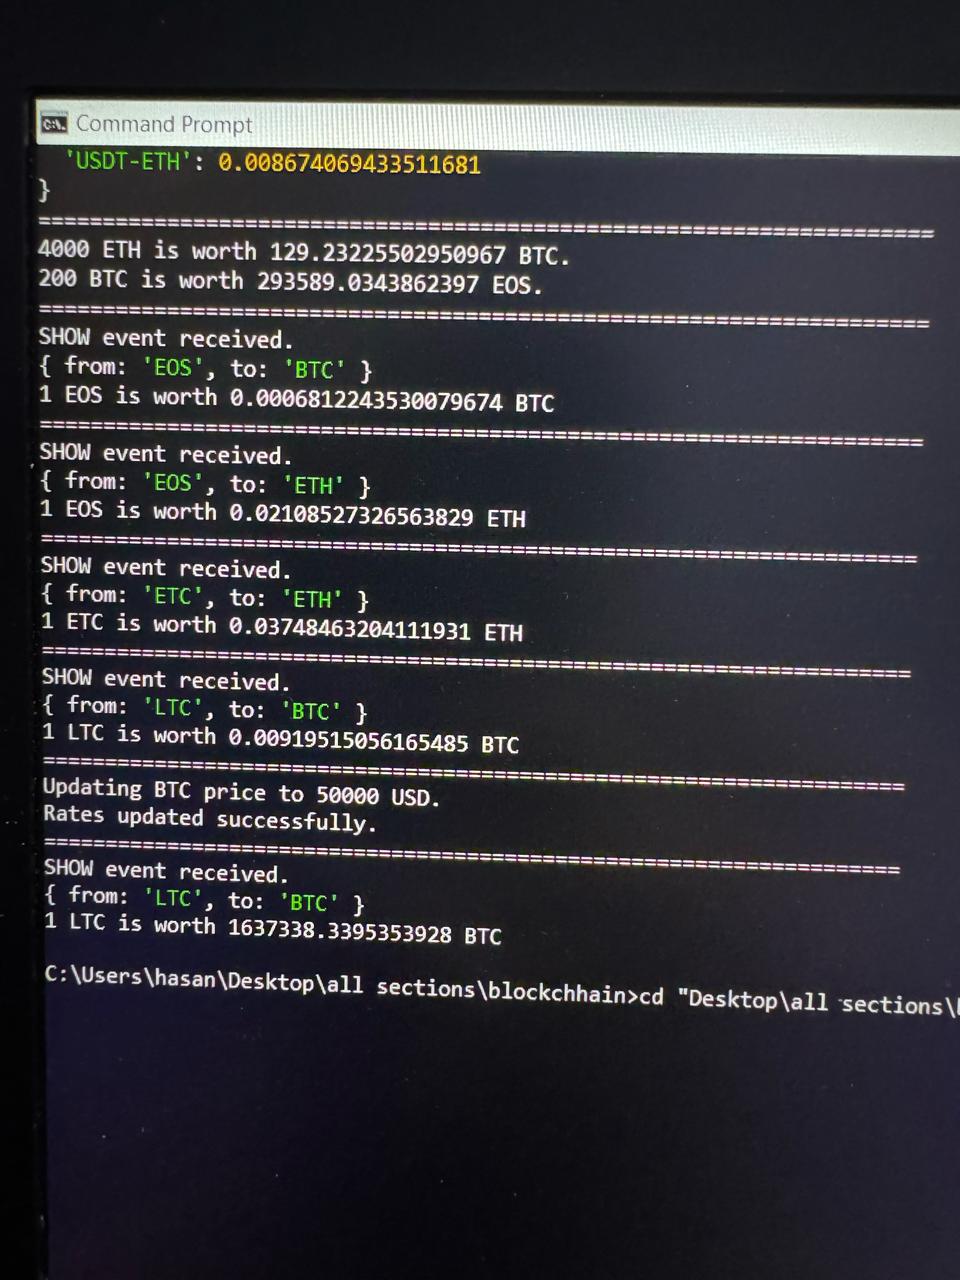 Command Prompt
'USDT-ETH': 0.008674069433511681
}
======================================================================
4000 ETH is worth 129.23225502950967 BTC.
200 BTC is worth 293589.0343862397 EOS.
======================================================================
SHOW event received.
{ from: 'EOS', to: 'BTC' }
1 EOS is worth 0.0006812243530079674 BTC
======================================================================
SHOW event received.
{ from: 'EOS', to: 'ETH' }
1 EOS is worth 0.02108527326563829 ETH
======================================================================
SHOW event received.
{ from: 'ETC', to: 'ETH' }
1 ETC is worth 0.03748463204111931 ETH
======================================================================
SHOW event received.
{ from: 'LTC', to: 'BTC' }
1 LTC is worth 0.00919515056165485 BTC
======================================================================
Updating BTC price to 50000 USD.
Rates updated successfully.
======================================================================
SHOW event received.
{ from: 'LTC', to: 'BTC' }
1 LTC is worth 1637338.3395353928 BTC
C:\Users\hasan\Desktop\all sections\blockchhain>cd "Desktop\all sections\